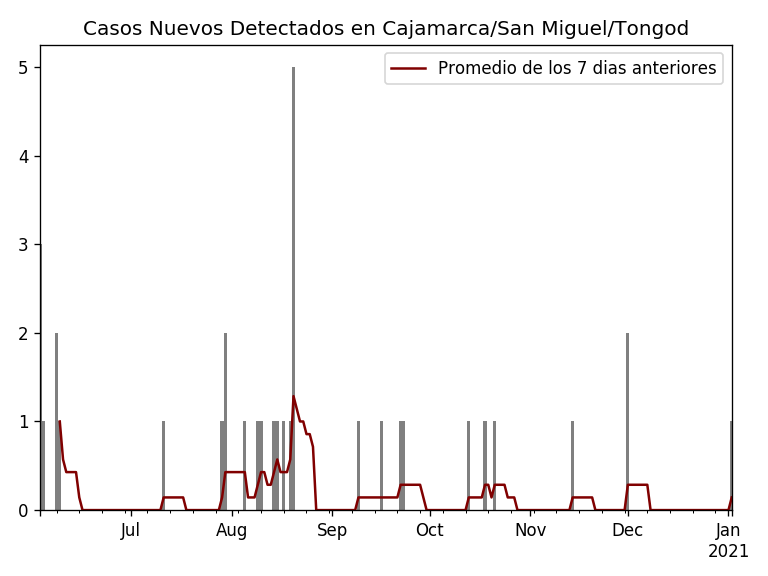 Casos Nuevos Detectados en Cajamarca/San Miguel/Tongod
Promedio de los 7 dias anteriores
5
4
3
2
1
0
Jul Aug Sep Oct Nov Dec Jan
2021